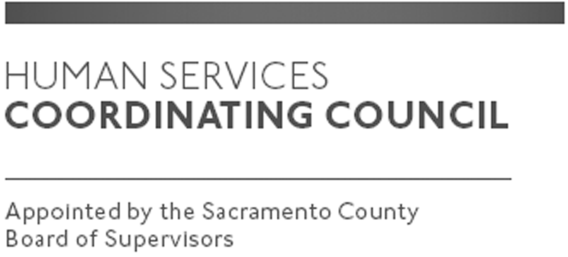 HUMAN SERVICES
COORDINATING COUNCIL
Appointed by the Sacramento County
Board of Supervisors